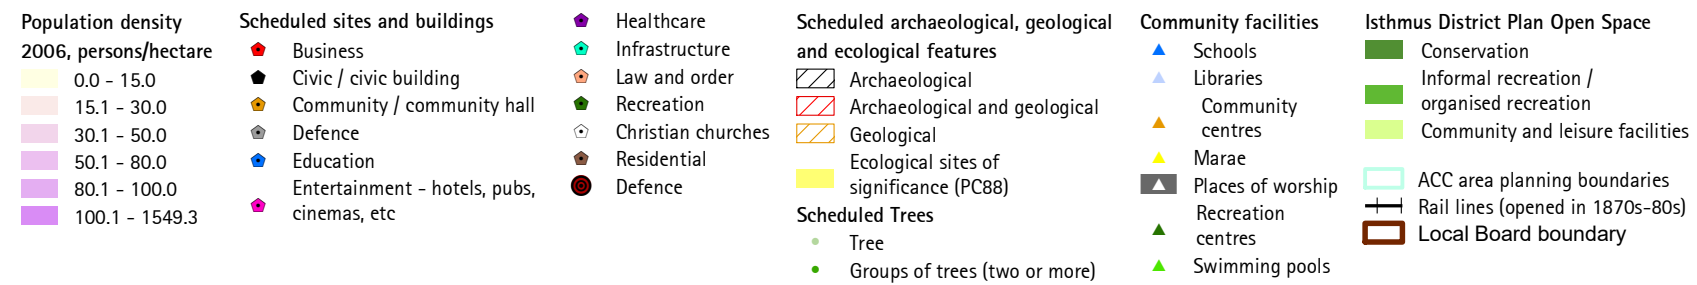 Population density
2006, persons/hectare
0.0 - 15.0
15.1 - 30.0
30.1 - 50.0
50.1 - 80.0
80.1 - 100.0
100.1 - 1549.3
Scheduled sites and buildings
Business
Civic / civic building
Community / community hall
Defence
Education
Entertainment - hotels, pubs,
cinemas, etc
Healthcare
Infrastructure
Law and order
Recreation
Christian churches
Residential
Defence
Scheduled archaeological, geological
and ecological features
Archaeological
Archaeological and geological
Geological
Ecological sites of
significance (PC88)
Scheduled Trees
Tree
Groups of trees (two or more)
Community facilities
Schools
Libraries
Community
centres
Marae
Places of worship
Recreation
centres
Swimming pools
Isthmus District Plan Open Space
Conservation
Informal recreation /
organised recreation
Community and leisure facilities
ACC area planning boundaries
Rail lines (opened in 1870s-80s)
Local Board boundary